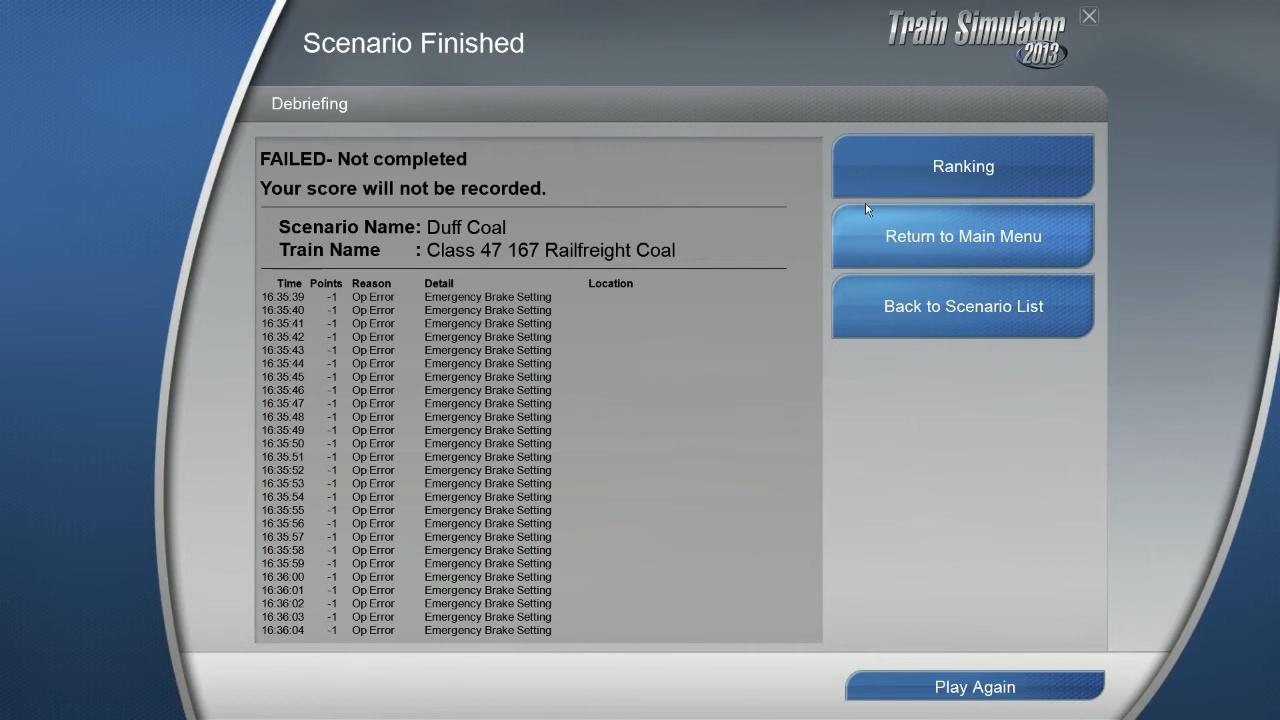 Scenario Finished
Train Simulator
2013
Debriefing
FAILED- Not completed
Your score will not be recorded.
Scenario Name: Duff Coal
Train Name : Class 47 167 Railfreight Coal
Time Points Reason Detail Location
16:35:39 -1 Op Error Emergency Brake Setting
16:35:40 -1 Op Error Emergency Brake Setting
16:35:41 -1 Op Error Emergency Brake Setting
16:35:42 -1 Op Error Emergency Brake Setting
16:35:43 -1 Op Error Emergency Brake Setting
16:35:44 -1 Op Error Emergency Brake Setting
16:35:45 -1 Op Error Emergency Brake Setting
16:35:46 -1 Op Error Emergency Brake Setting
16:35:47 -1 Op Error Emergency Brake Setting
16:35:48 -1 Op Error Emergency Brake Setting
16:35:49 -1 Op Error Emergency Brake Setting
16:35:50 -1 Op Error Emergency Brake Setting
16:35:51 -1 Op Error Emergency Brake Setting
16:35:52 -1 Op Error Emergency Brake Setting
16:35:53 -1 Op Error Emergency Brake Setting
16:35:54 -1 Op Error Emergency Brake Setting
16:35:55 -1 Op Error Emergency Brake Setting
16:35:56 -1 Op Error Emergency Brake Setting
16:35:57 -1 Op Error Emergency Brake Setting
16:35:58 -1 Op Error Emergency Brake Setting
16:35:59 -1 Op Error Emergency Brake Setting
16:36:00 -1 Op Error Emergency Brake Setting
16:36:01 -1 Op Error Emergency Brake Setting
16:36:02 -1 Op Error Emergency Brake Setting
16:36:03 -1 Op Error Emergency Brake Setting
16:36:04 -1 Op Error Emergency Brake Setting
Ranking
Return to Main Menu
Back to Scenario List
Play Again